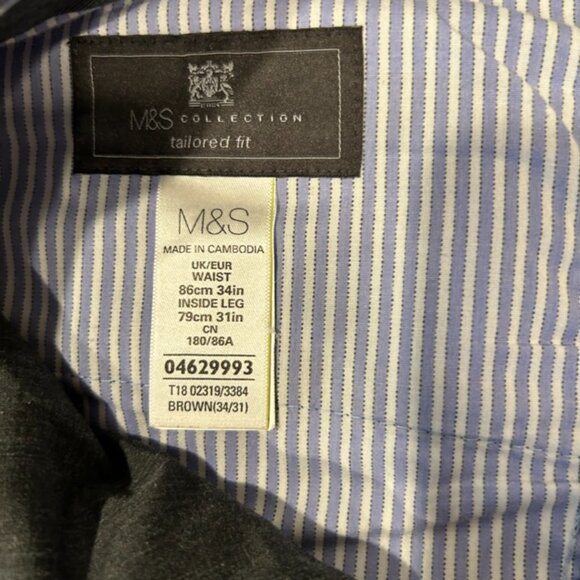 M&S COLLECTION
tailored fit
M&S
MADE IN CAMBODIA
UK/EUR
WAIST
86cm 34in
INSIDE LEG
79cm 31in
CN
180/86A
04629993
T18 02319/3384
BROWN(34/31)